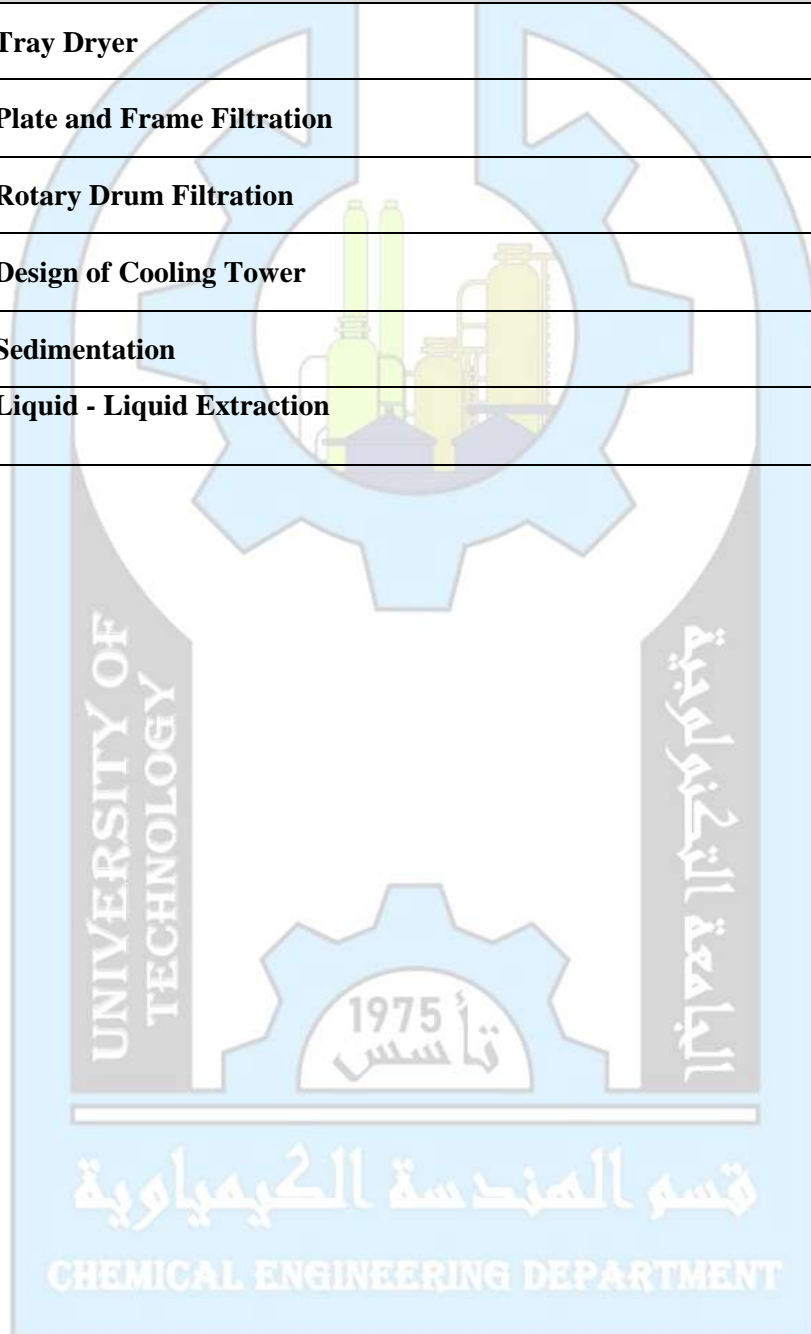 Tray Dryer
Plate and Frame Filtration
Rotary Drum Filtration
Design of Cooling Tower
Sedimentation
Liquid - Liquid Extraction
UNIVERSITY OF
TECHNOLOGY
الجامعة التكنولوجية
1975
تأسس
قسم الهندسة الكيمياوية
CHEMICAL ENGINEERING DEPARTMENT